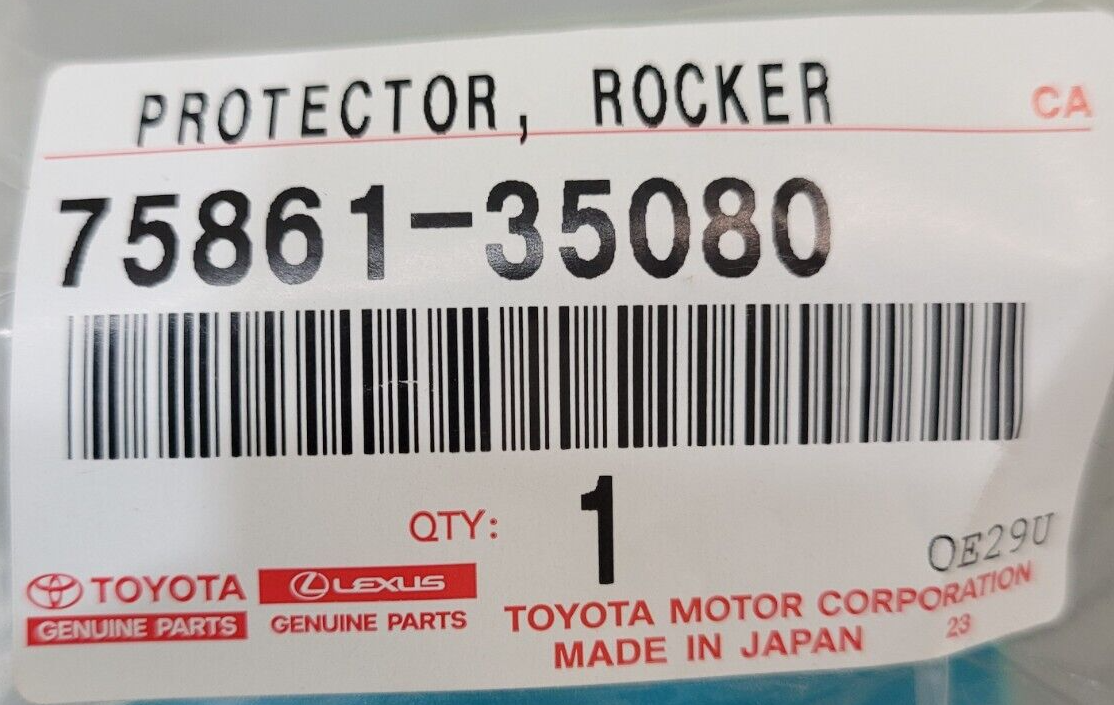 PROTECTOR, ROCKER
CA
75861-35080
QTY: 1
OE29U
TOYOTA
LEXUS
GENUINE PARTS
GENUINE PARTS
TOYOTA MOTOR CORPORATION
MADE IN JAPAN
23